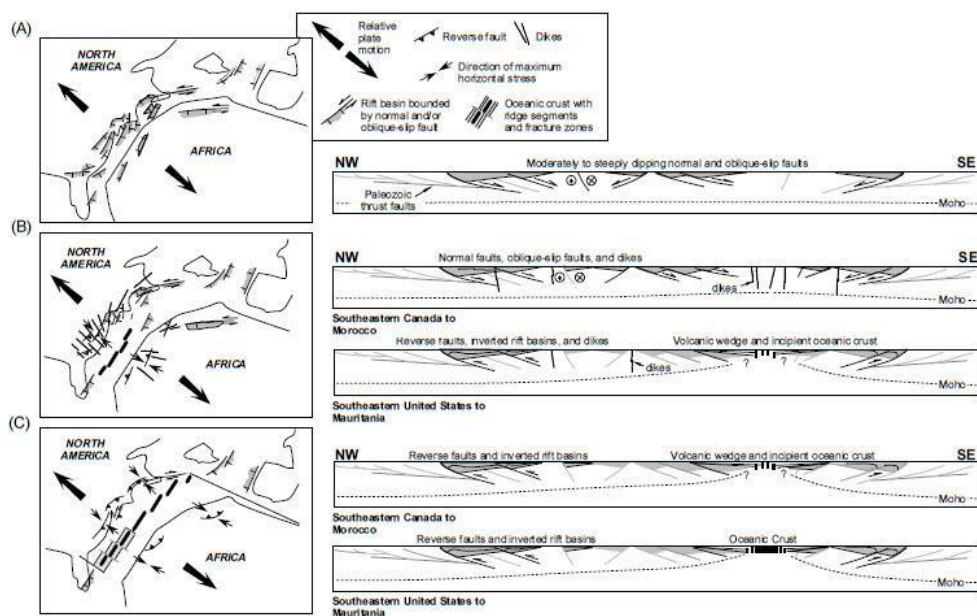 (A)
NORTH
AMERICA
AFRICA
Relative
plate
motion
Reverse fault
Dikes
Direction of maximum
horizontal stress
Rift basin bounded
by normal and/or
oblique-slip fault
Oceanic crust with
ridge segments
and fracture zones
NW
Moderately to steeply dipping normal and oblique-slip faults
SE
Paleozoic
thrust faults
Moho
(B)
NORTH
AMERICA
AFRICA
NW
Normal faults, oblique-slip faults, and dikes
SE
dikes
Moho
Southeastern Canada to
Morocco
Reverse faults, inverted rift basins, and dikes
Volcanic wedge and incipient oceanic crust
? ?
dikes
Moho
Southeastern United States to
Mauritania
(C)
NORTH
AMERICA
AFRICA
NW
Reverse faults and inverted rift basins
Volcanic wedge and incipient oceanic crust
SE
? ?
Moho
Southeastern Canada to
Morocco
Reverse faults and inverted rift basins
Oceanic Crust
Moho
Southeastern United States to
Mauritania